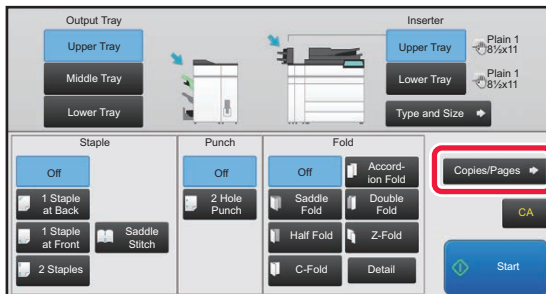 Output Tray
Upper Tray
Middle Tray
Lower Tray
Inserter
Upper Tray
Plain 1
8½x11
Lower Tray
Plain 1
8½x11
Type and Size
Staple
Off
1 Staple
at Back
1 Staple
at Front
Saddle
Stitch
2 Staples
Punch
Off
2 Hole
Punch
Fold
Off
Accord-
ion Fold
Saddle
Fold
Double
Fold
Half Fold
Z-Fold
C-Fold
Detail
Copies/Pages
CA
Start